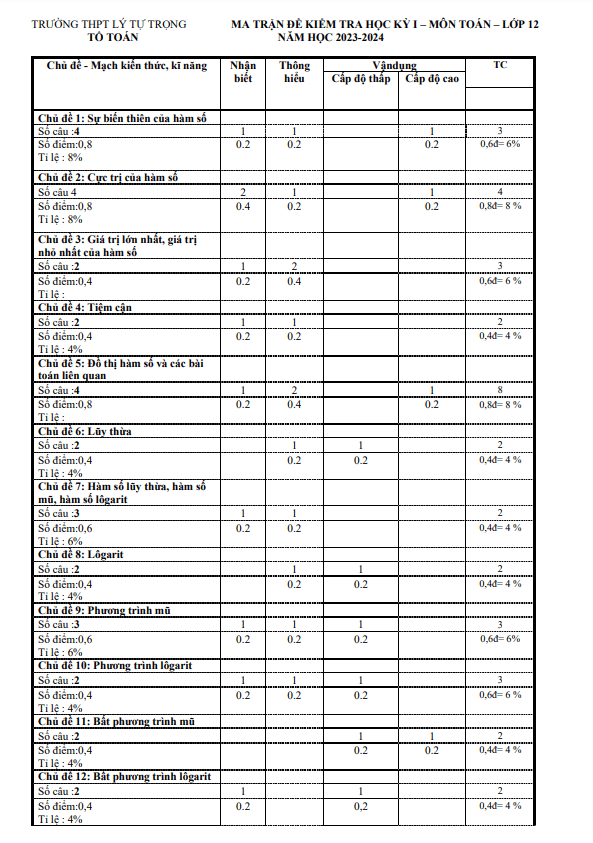 TRƯỜNG THPT LÝ TỰ TRỌNG MA TRẬN ĐỀ KIỂM TRA HỌC KỲ I – MÔN TOÁN – LỚP 12
TỔ TOÁN NĂM HỌC 2023-2024
Chủ đề - Mạch kiến thức, kĩ năng Nhận biết Thông hiểu Vândụng TC
Cấp độ thấp Cấp độ cao
Chủ đề 1: Sự biến thiên của hàm số
Số câu :4 1 1 1 3
Số điểm:0,8 0.2 0.2 0.2 0,6đ= 6%
Tỉ lệ : 8%
Chủ đề 2: Cực trị của hàm số
Số câu 4 2 1 1 4
Số điểm:0,8 0.4 0.2 0.2 0,8đ= 8 %
Tỉ lệ : 8%
Chủ đề 3: Giá trị lớn nhất, giá trị
nhỏ nhất của hàm số
Số câu :2 1 2 3
Số điểm:0,4 0.2 0.4 0,6đ= 6 %
Tỉ lệ :
Chủ đề 4: Tiệm cận
Số câu :2 1 1 2
Số điểm:0,4 0.2 0.2 0,4đ= 4 %
Tỉ lệ : 4%
Chủ đề 5: Đồ thị hàm số và các bài
toán liên quan
Số câu :4 1 2 1 8
Số điểm:0,8 0.2 0.4 0.2 0,8đ= 8 %
Tỉ lệ :
Chủ đề 6: Lũy thừa
Số câu :2 1 1 2
Số điểm:0,4 0.2 0.2 0,4đ= 4 %
Tỉ lệ : 4%
Chủ đề 7: Hàm số lũy thừa, hàm số
mũ, hàm số lôgarit
Số câu :3 1 1 2
Số điểm:0,6 0.2 0.2 0,4đ= 4 %
Tỉ lệ : 6%
Chủ đề 8: Lôgarit
Số câu :2 1 1 2
Số điểm:0,4 0.2 0.2 0,4đ= 4 %
Tỉ lệ : 4%
Chủ đề 9: Phương trình mũ
Số câu :3 1 1 1 3
Số điểm:0,6 0.2 0.2 0.2 0,6đ= 6%
Tỉ lệ : 6%
Chủ đề 10: Phương trình lôgarit
Số câu :2 1 1 1 3
Số điểm:0,4 0.2 0.2 0.2 0,6đ= 6 %
Tỉ lệ : 4%
Chủ đề 11: Bất phương trình mũ
Số câu :2 1 1 2
Số điểm:0,4 0.2 0.2 0,4đ= 4 %
Tỉ lệ : 4%
Chủ đề 12: Bất phương trình lôgarit
Số câu :2 1 1 2
Số điểm:0,4 0.2 0,2 0,4đ= 4 %
Tỉ lệ : 4%